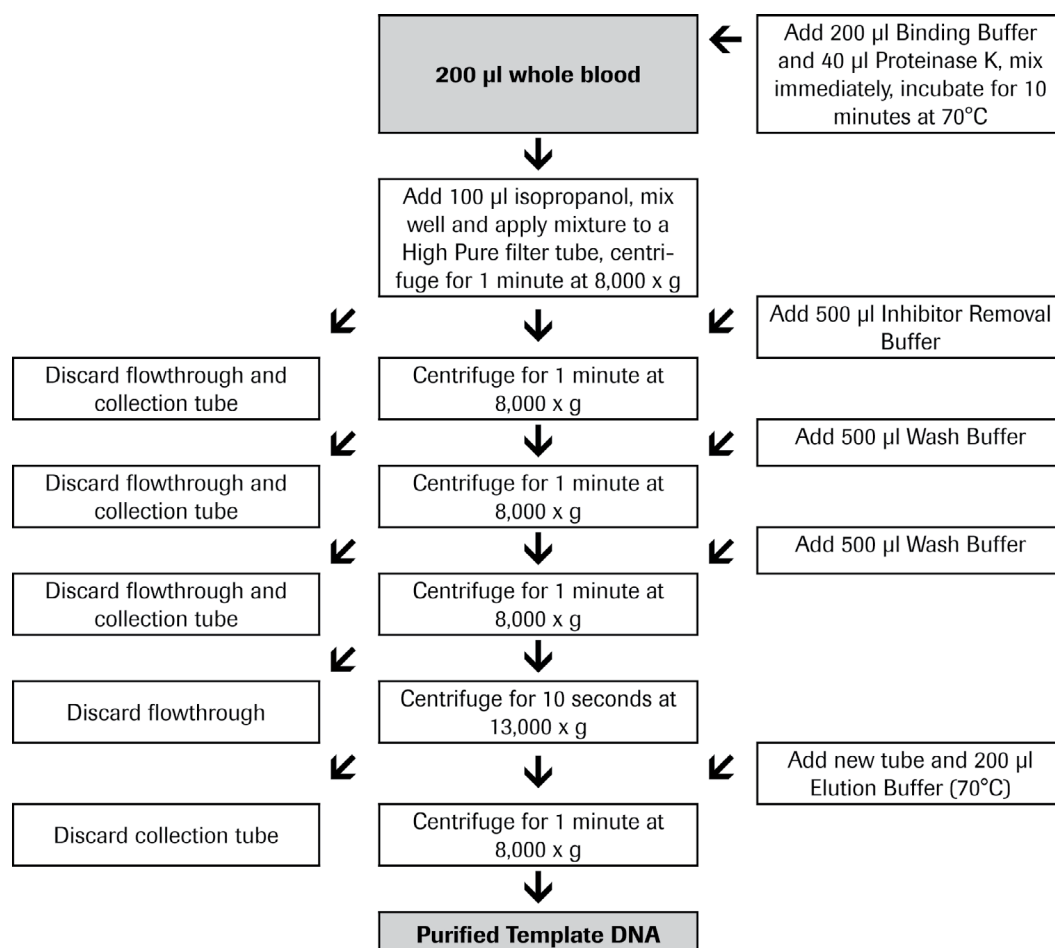 200 µl whole blood
Add 200 µl Binding Buffer
and 40 µl Proteinase K, mix
immediately, incubate for 10
minutes at 70°C
Add 100 µl isopropanol, mix
well and apply mixture to a
High Pure filter tube, centri-
fuge for 1 minute at 8,000 x g
Add 500 µl Inhibitor Removal
Buffer
Discard flowthrough and
collection tube
Centrifuge for 1 minute at
8,000 x g
Add 500 µl Wash Buffer
Discard flowthrough and
collection tube
Centrifuge for 1 minute at
8,000 x g
Add 500 µl Wash Buffer
Discard flowthrough and
collection tube
Centrifuge for 1 minute at
8,000 x g
Discard flowthrough
Centrifuge for 10 seconds at
13,000 x g
Add new tube and 200 µl
Elution Buffer (70°C)
Discard collection tube
Centrifuge for 1 minute at
8,000 x g
Purified Template DNA